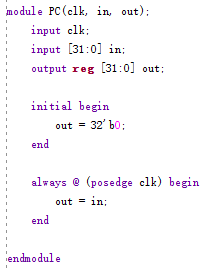 module PC(clk, in, out);
input clk;
input [31:0] in;
output reg [31:0] out;
initial begin
out = 32'b0;
end
always @ (posedge clk) begin
out = in;
end
endmodule